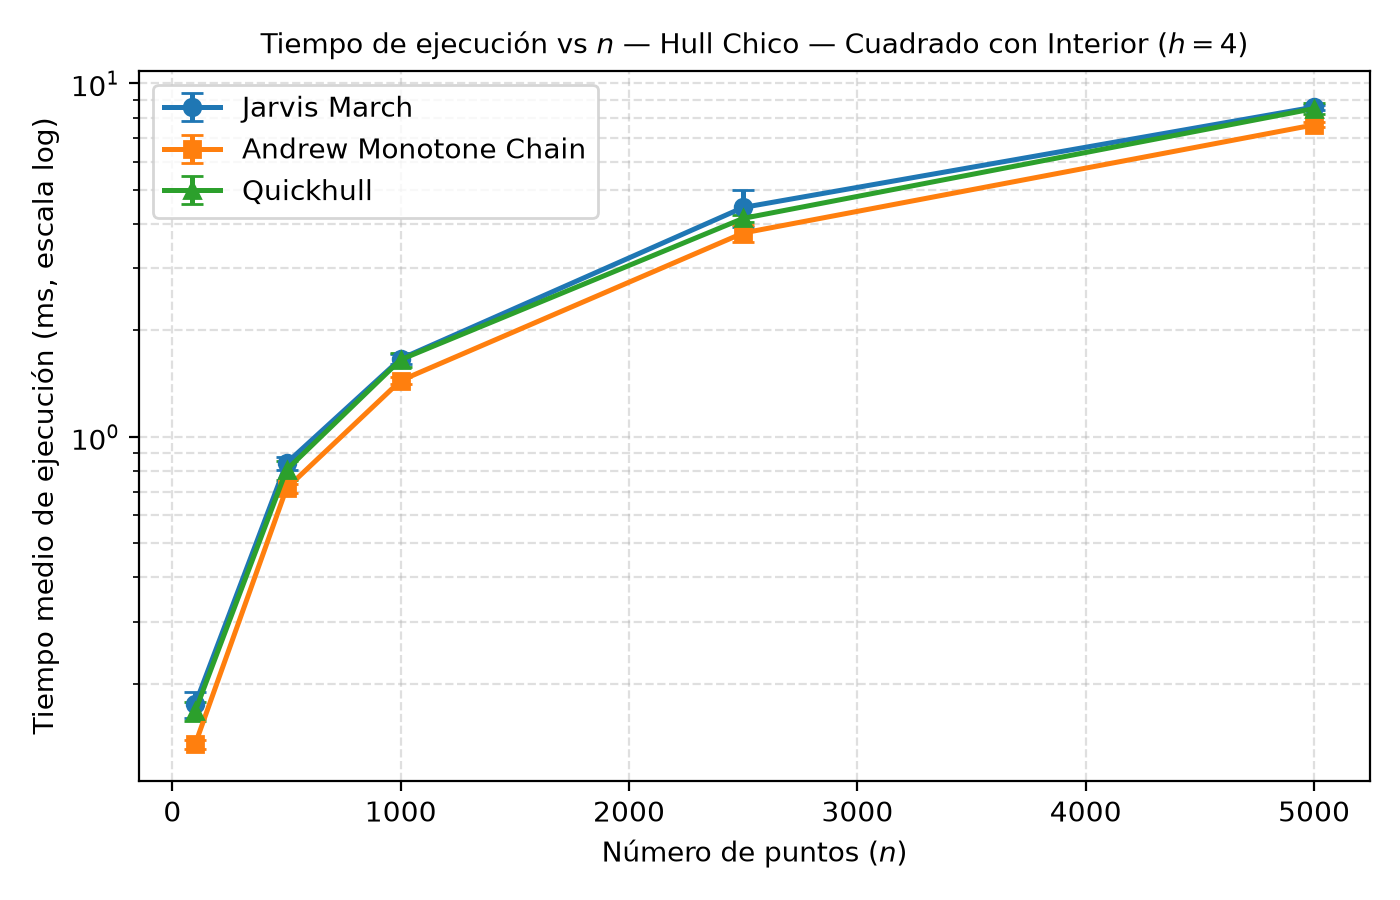 Tiempo de ejecución vs n — Hull Chico — Cuadrado con Interior (h = 4)
Jarvis March
Andrew Monotone Chain
Quickhull
Tiempo medio de ejecución (ms, escala log)
10¹
10⁰
0 1000 2000 3000 4000 5000
Número de puntos (n)